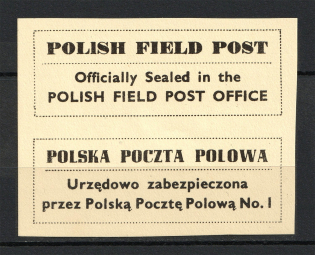 POLISH FIELD POST
Officially Sealed in the
POLISH FIELD POST OFFICE
POLSKA POCZTA POLOWA
Urzędowo zabezpieczona
przez Polską Pocztę Polową No. 1